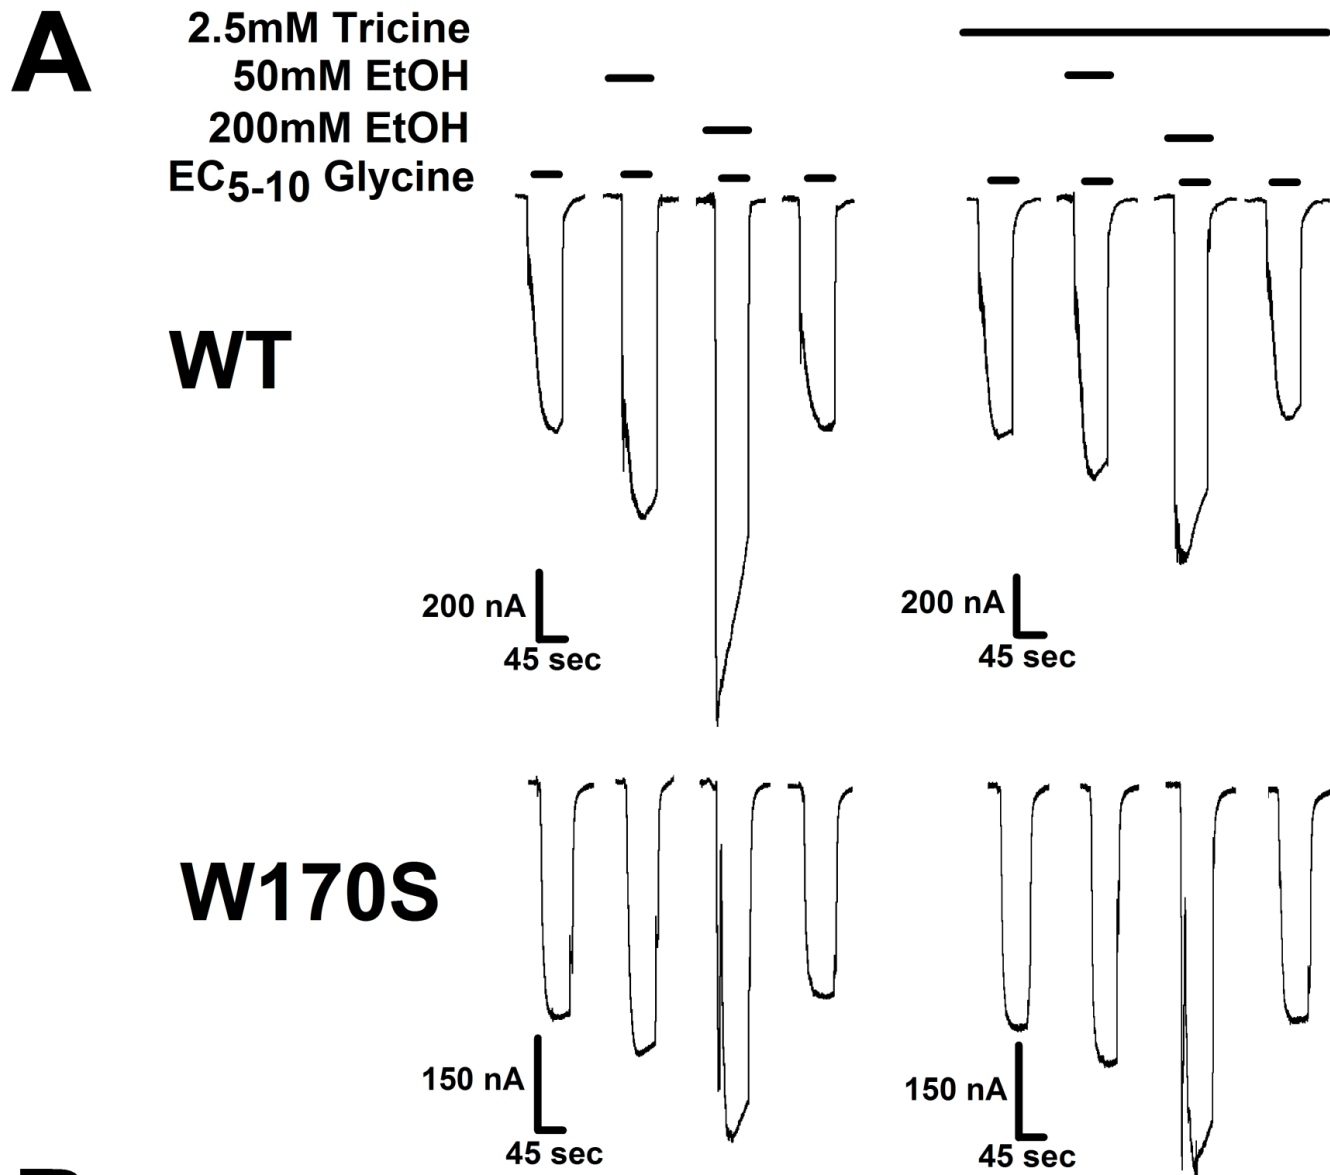 A
2.5mM Tricine
50mM EtOH
200mM EtOH
EC5-10 Glycine
WT
200 nA
45 sec
200 nA
45 sec
W170S
150 nA
45 sec
150 nA
45 sec